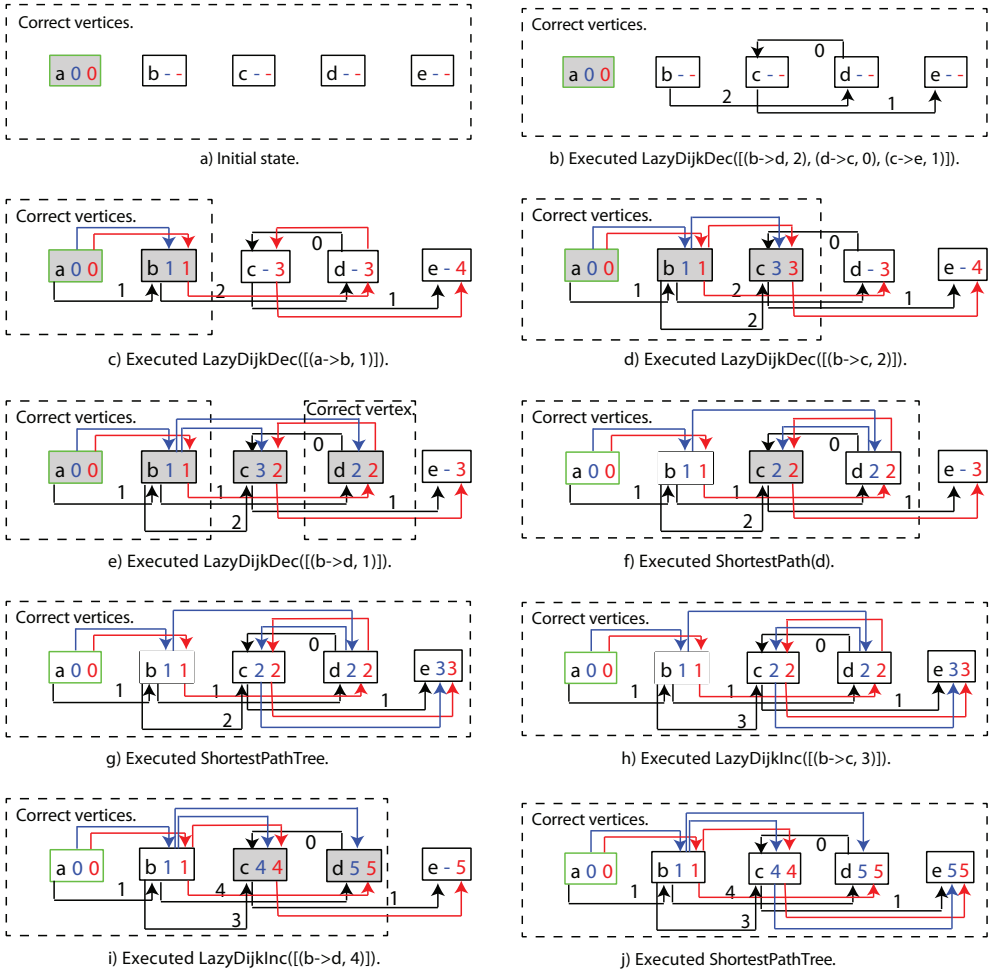 Correct vertices.
a 0 0 b - - c - - d - - e - -
a) Initial state.
Correct vertices.
0
a 0 0 b - - c - - d - - e - -
2 1
b) Executed LazyDijkDec([(b->d, 2), (d->c, 0), (c->e, 1)]).
Correct vertices.
0
a 0 0 b 1 1 c - 3 d - 3 e - 4
1 2 1
c) Executed LazyDijkDec([(a->b, 1)]).
Correct vertices.
0
a 0 0 b 1 1 c 3 3 d - 3 e - 4
1 2 1
2
d) Executed LazyDijkDec([(b->c, 2)]).
Correct vertices. Correct vertex.
0
a 0 0 b 1 1 c 3 2 d 2 2 e - 3
1 1 1
2
e) Executed LazyDijkDec([(b->d, 1)]).
Correct vertices.
0
a 0 0 b 1 1 c 2 2 d 2 2 e - 3
1 1 1
2
f) Executed ShortestPath(d).
Correct vertices.
0
a 0 0 b 1 1 c 2 2 d 2 2 e 3 3
1 1 1
2
g) Executed ShortestPathTree.
Correct vertices.
0
a 0 0 b 1 1 c 2 2 d 2 2 e 3 3
1 1 1
3
h) Executed LazyDijkInc([(b->c, 3)]).
Correct vertices.
0
a 0 0 b 1 1 c 4 4 d 5 5 e - 5
1 4 1
3
i) Executed LazyDijkInc([(b->d, 4)]).
Correct vertices.
0
a 0 0 b 1 1 c 4 4 d 5 5 e 5 5
1 4 1
3
j) Executed ShortestPathTree.